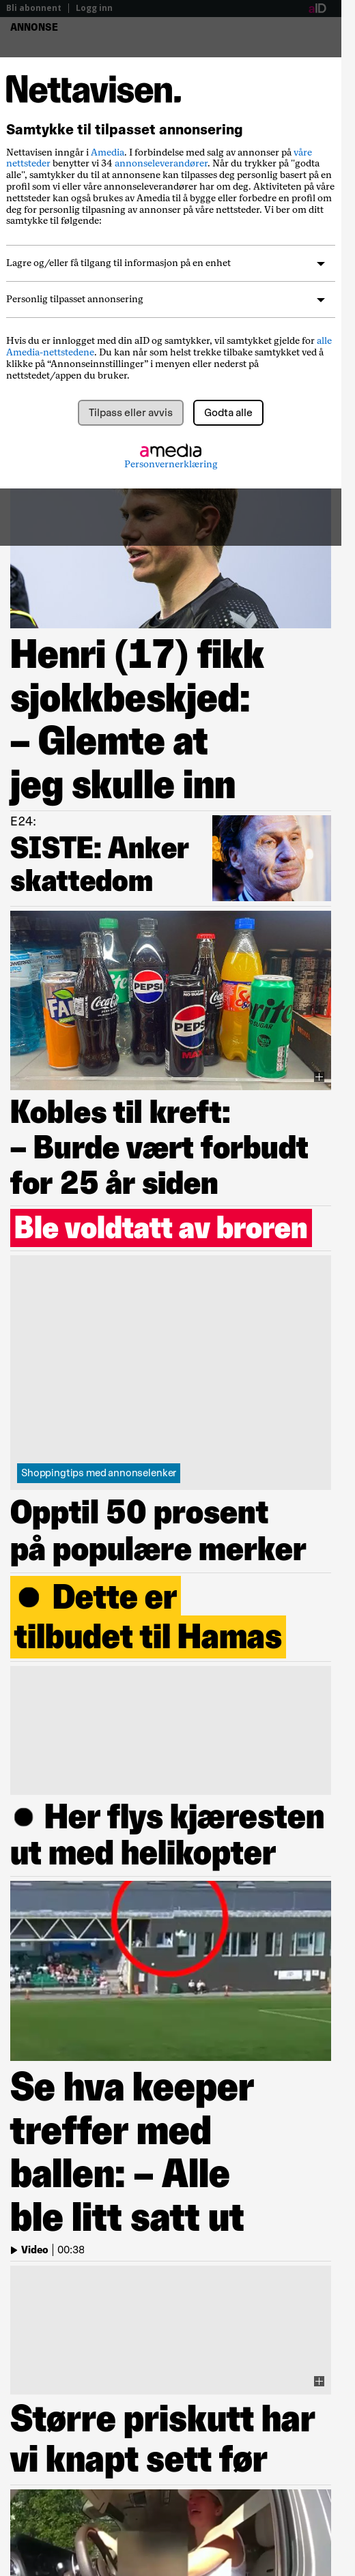 Bli abonnent | Logg inn
aID
ANNONSE
Nettavisen.
Samtykke til tilpasset annonsering
Nettavisen inngår i Amedia. I forbindelse med salg av annonser på våre
nettsteder benytter vi 34 annonseleverandører. Når du trykker på "godta
alle", samtykker du til at annonsene kan tilpasses deg personlig basert på en
profil som vi eller våre annonseleverandører har om deg. Aktiviteten på våre
nettsteder kan også brukes av Amedia til å bygge eller forbedre en profil om
deg for personlig tilpasning av annonser på våre nettsteder. Vi ber om ditt
samtykke til følgende:
Lagre og/eller få tilgang til informasjon på en enhet
Personlig tilpasset annonsering
Hvis du er innlogget med din aID og samtykker, vil samtykket gjelde for alle
Amedia-nettstedene. Du kan når som helst trekke tilbake samtykket ved å
klikke på “Annonseinnstillinger” i menyen eller nederst på
nettstedet/appen du bruker.
Tilpass eller avvis
Godta alle
amedia
Personvernerklæring
Henri (17) fikk
sjokkbeskjed:
– Glemte at
jeg skulle inn
E24:
SISTE: Anker
skattedom
FANTA
Coca-Cola
PEPSI
PEPSI
MAX
Sprite
Kobles til kreft:
– Burde vært forbudt
for 25 år siden
Ble voldtatt av broren
Shoppingtips med annonselenker
Opptil 50 prosent
på populære merker
● Dette er
tilbudet til Hamas
● Her flys kjæresten
ut med helikopter
Se hva keeper
treffer med
ballen: – Alle
ble litt satt ut
Video | 00:38
Større priskutt har
vi knapt sett før